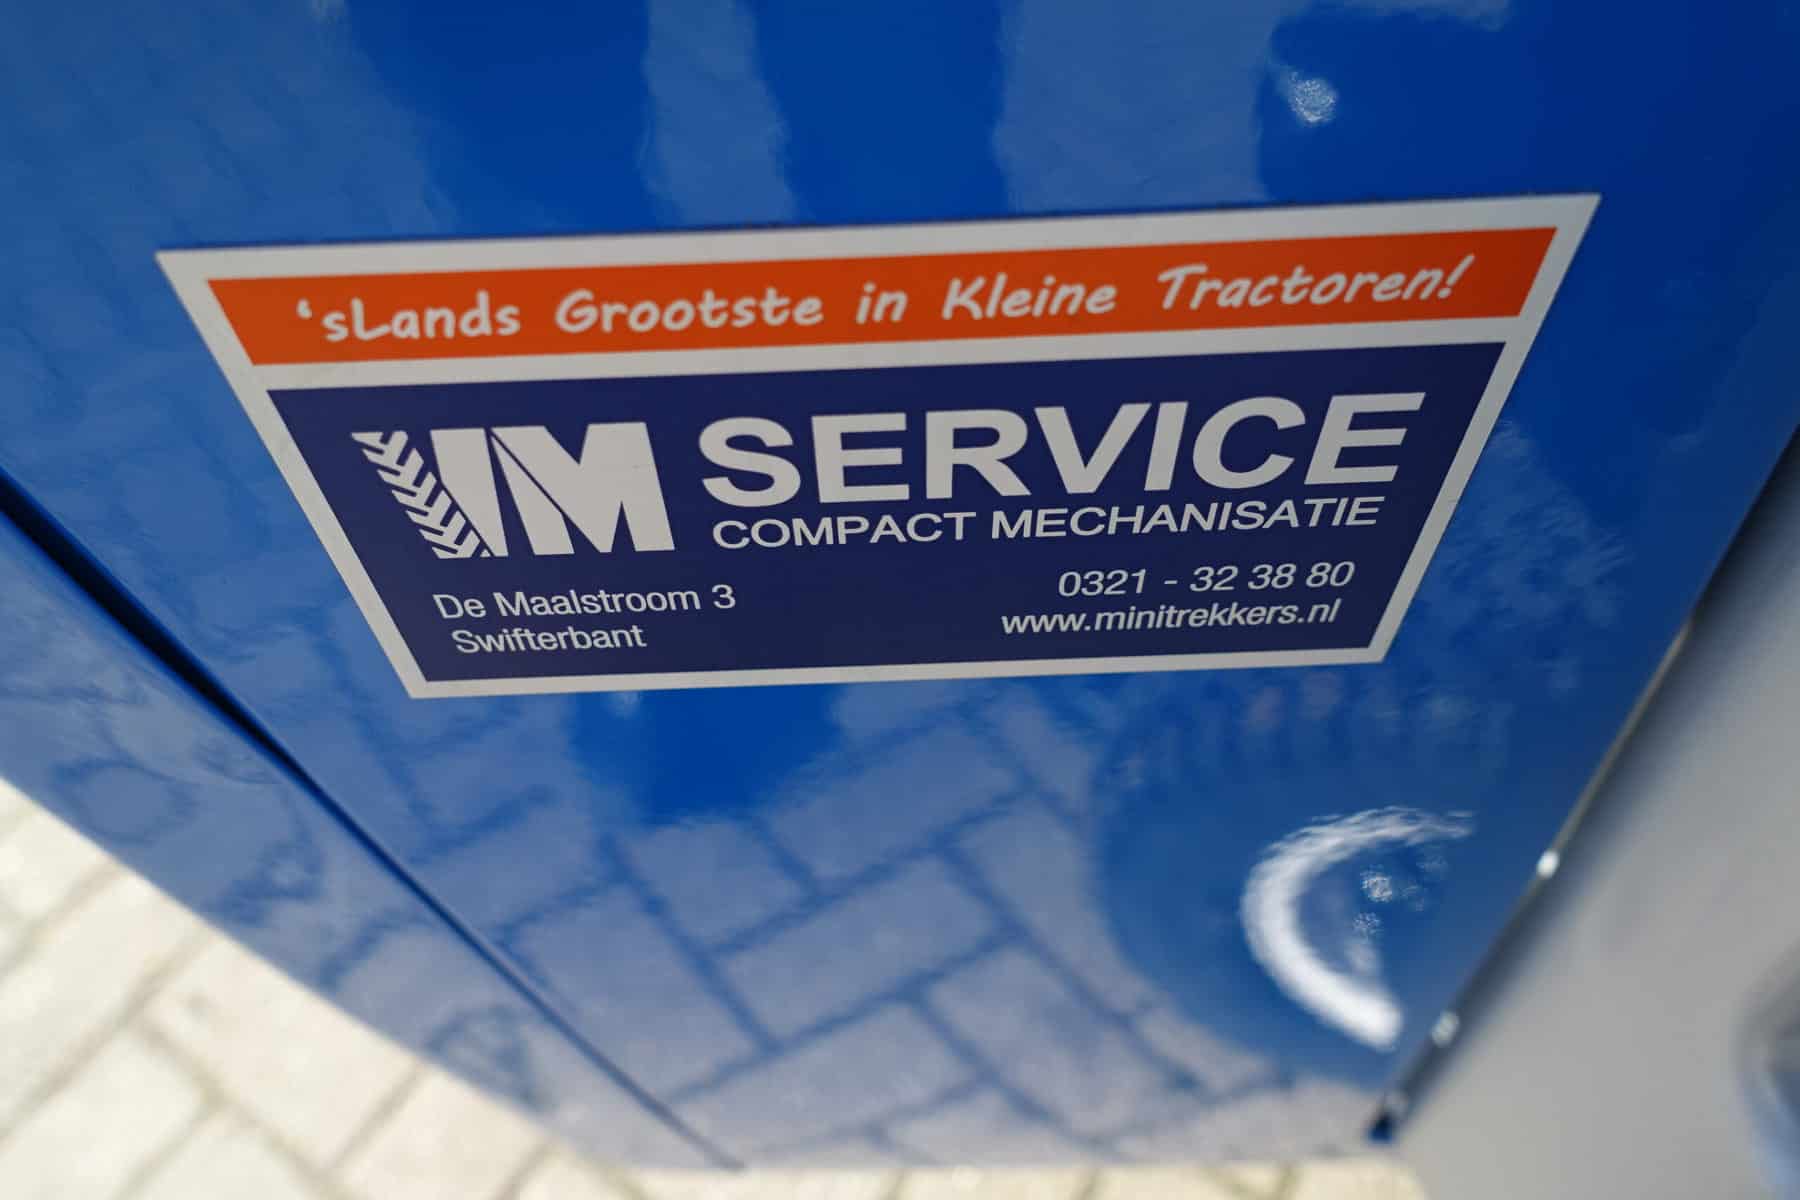 'sLands Grootste in Kleine Tractoren!
IM SERVICE
COMPACT MECHANISATIE
De Maalstroom 3
Swifterbant
0321 - 32 38 80
www.minitrekkers.nl